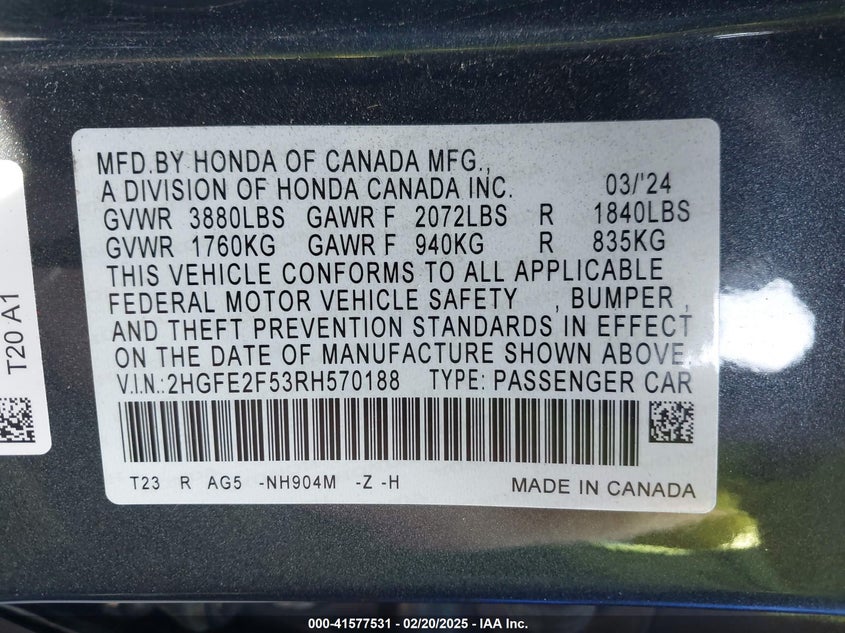 MFD.BY HONDA OF CANADA MFG.,
A DIVISION OF HONDA CANADA INC. 03/'24
GVWR 3880LBS GAWR F 2072LBS R 1840LBS
GVWR 1760KG GAWR F 940KG R 835KG
THIS VEHICLE CONFORMS TO ALL APPLICABLE
FEDERAL MOTOR VEHICLE SAFETY , BUMPER ,
AND THEFT PREVENTION STANDARDS IN EFFECT
ON THE DATE OF MANUFACTURE SHOWN ABOVE.
V.I.N.:2HGFE2F53RH570188 TYPE: PASSENGER CAR
T23 R AG5 -NH904M -Z -H MADE IN CANADA
T20 A1
000-41577531 - 02/20/2025 - IAA Inc.